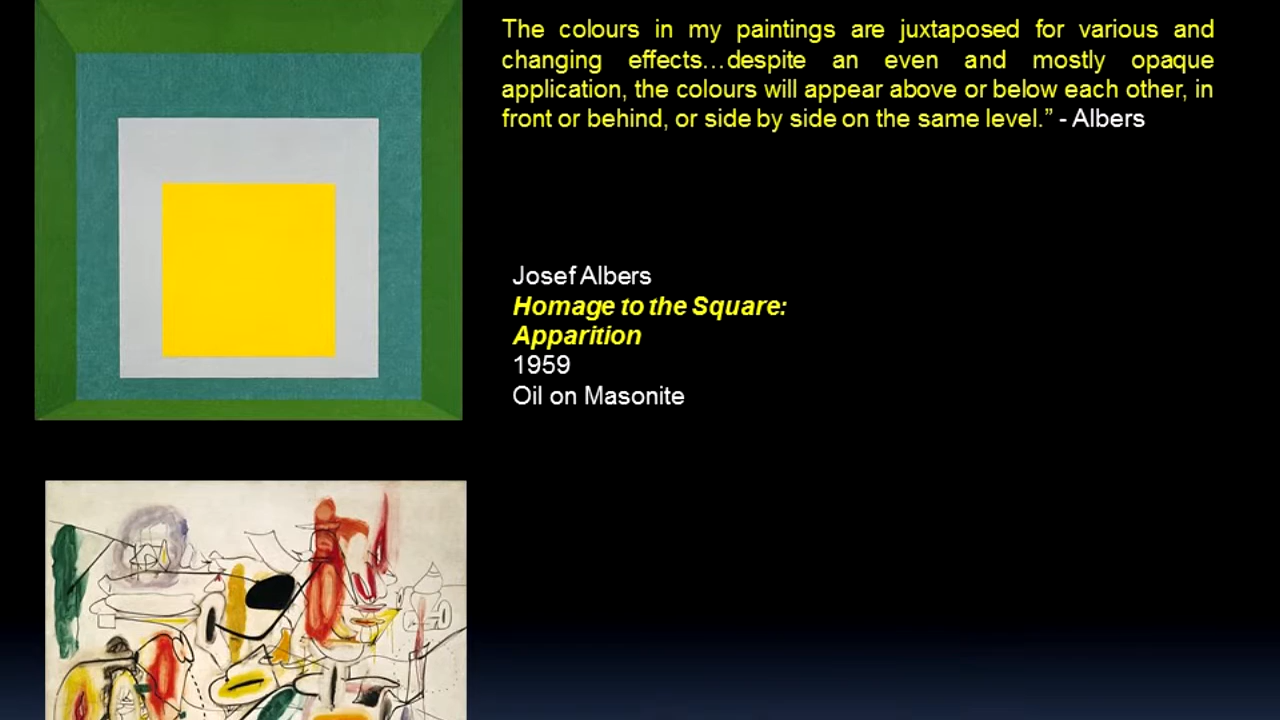 The colours in my paintings are juxtaposed for various and
changing effects…despite an even and mostly opaque
application, the colours will appear above or below each other, in
front or behind, or side by side on the same level.” - Albers
Josef Albers
Homage to the Square:
Apparition
1959
Oil on Masonite